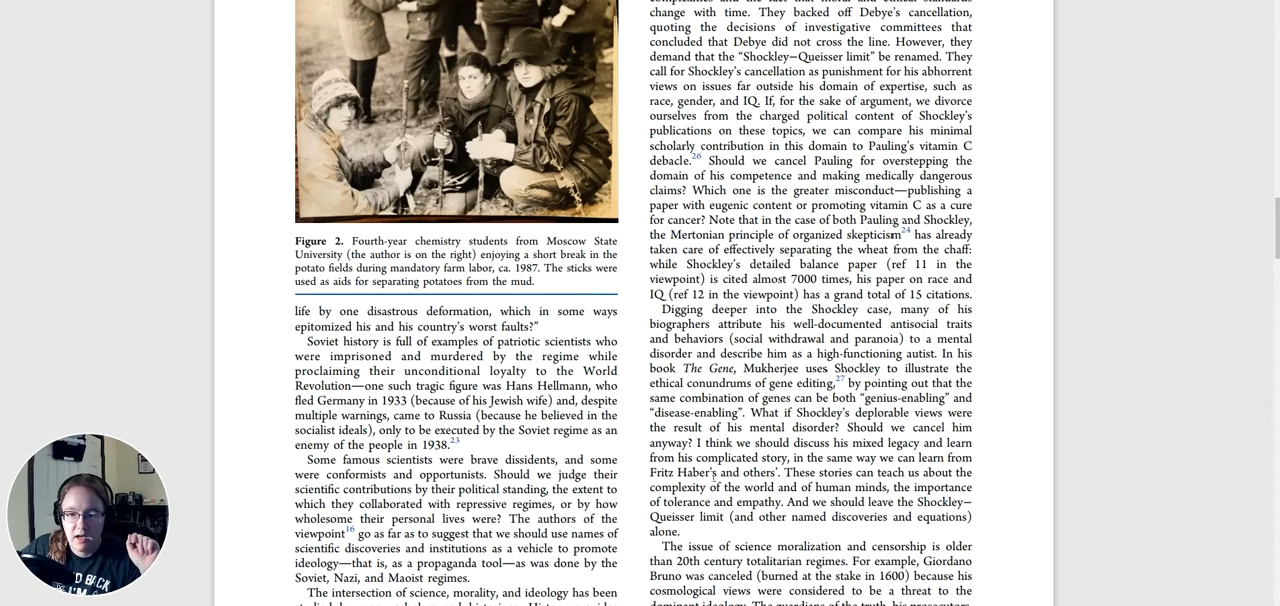 Figure 2. Fourth-year chemistry students from Moscow State
University (the author is on the right) enjoying a short break in the
potato fields during mandatory farm labor, ca. 1987. The sticks were
used as aids for separating potatoes from the mud.
life by one disastrous deformation, which in some ways
epitomized his and his country's worst faults?”
Soviet history is full of examples of patriotic scientists who
were imprisoned and murdered by the regime while
proclaiming their unconditional loyalty to the World
Revolution—one such tragic figure was Hans Hellmann, who
fled Germany in 1933 (because of his Jewish wife) and, despite
multiple warnings, came to Russia (because he believed in the
socialist ideals), only to be executed by the Soviet regime as an
enemy of the people in 1938.23
Some famous scientists were brave dissidents, and some
were conformists and opportunists. Should we judge their
scientific contributions by their political standing, the extent to
which they collaborated with repressive regimes, or by how
wholesome their personal lives were? The authors of the
viewpoint16 go as far as to suggest that we should use names of
scientific discoveries and institutions as a vehicle to promote
ideology—that is, as a propaganda tool—as was done by the
Soviet, Nazi, and Maoist regimes.
The intersection of science, morality, and ideology has been
change with time. They backed off Debye's cancellation,
quoting the decisions of investigative committees that
concluded that Debye did not cross the line. However, they
demand that the “Shockley−Queisser limit” be renamed. They
call for Shockley's cancellation as punishment for his abhorrent
views on issues far outside his domain of expertise, such as
race, gender, and IQ. If, for the sake of argument, we divorce
ourselves from the charged political content of Shockley's
publications on these topics, we can compare his minimal
scholarly contribution in this domain to Pauling's vitamin C
debacle.26 Should we cancel Pauling for overstepping the
domain of his competence and making medically dangerous
claims? Which one is the greater misconduct—publishing a
paper with eugenic content or promoting vitamin C as a cure
for cancer? Note that in the case of both Pauling and Shockley,
the Mertonian principle of organized skepticism24 has already
taken care of effectively separating the wheat from the chaff:
while Shockley's detailed balance paper (ref 11 in the
viewpoint) is cited almost 7000 times, his paper on race and
IQ (ref 12 in the viewpoint) has a grand total of 15 citations.
Digging deeper into the Shockley case, many of his
biographers attribute his well-documented antisocial traits
and behaviors (social withdrawal and paranoia) to a mental
disorder and describe him as a high-functioning autist. In his
book The Gene, Mukherjee uses Shockley to illustrate the
ethical conundrums of gene editing,27 by pointing out that the
same combination of genes can be both “genius-enabling” and
“disease-enabling”. What if Shockley's deplorable views were
the result of his mental disorder? Should we cancel him
anyway? I think we should discuss his mixed legacy and learn
from his complicated story, in the same way we can learn from
Fritz Haber's and others'. These stories can teach us about the
complexity of the world and of human minds, the importance
of tolerance and empathy. And we should leave the Shockley−
Queisser limit (and other named discoveries and equations)
alone.
The issue of science moralization and censorship is older
than 20th century totalitarian regimes. For example, Giordano
Bruno was canceled (burned at the stake in 1600) because his
cosmological views were considered to be a threat to the
BACK
I'M